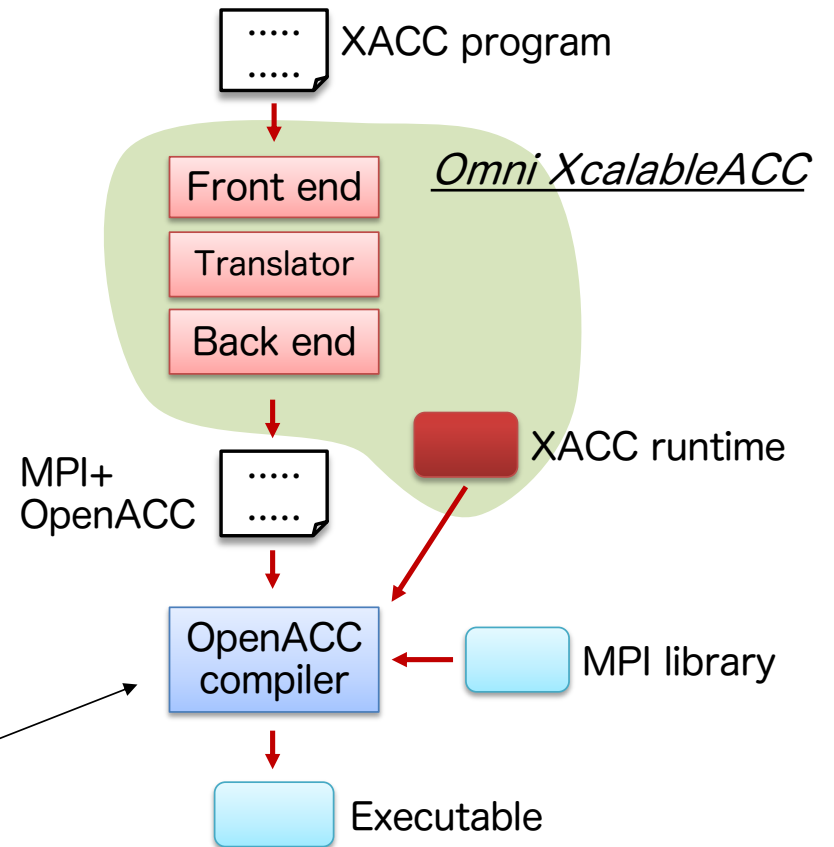 XACC program
Omni XcalableACC
Front end
Translator
Back end
XACC runtime
MPI+
OpenACC
OpenACC
compiler
MPI library
Executable